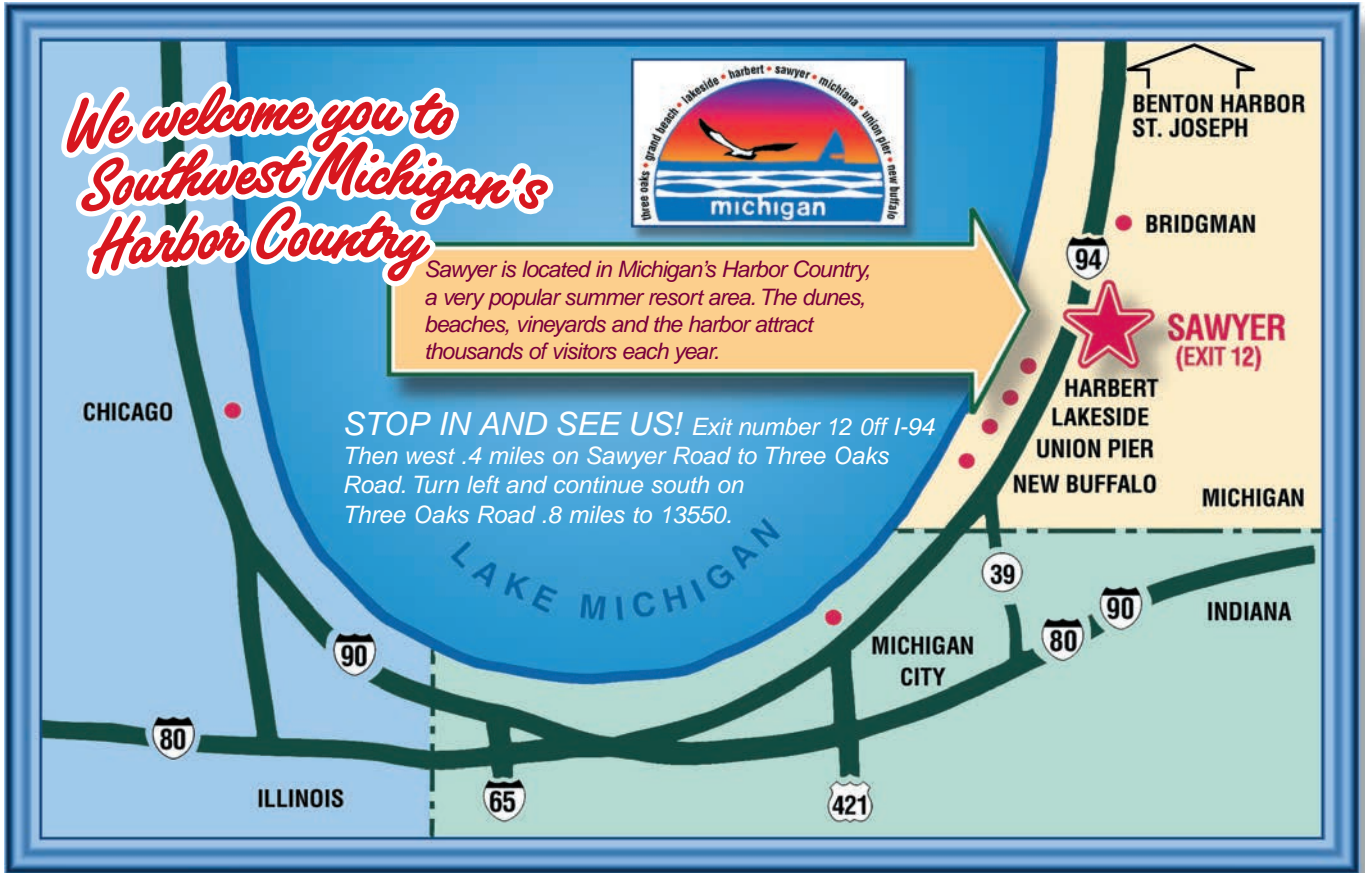 We welcome you to
Southwest Michigan's
Harbor Country
three oaks • grand beach • lakeside • harbert • sawyer • michiana • union pier • new buffalo
michigan
BENTON HARBOR
ST. JOSEPH
BRIDGMAN
94
Sawyer is located in Michigan's Harbor Country,
a very popular summer resort area. The dunes,
beaches, vineyards and the harbor attract
thousands of visitors each year.
SAWYER
(EXIT 12)
HARBERT
LAKESIDE
UNION PIER
NEW BUFFALO
MICHIGAN
CHICAGO
STOP IN AND SEE US! Exit number 12 0ff I-94
Then west .4 miles on Sawyer Road to Three Oaks
Road. Turn left and continue south on
Three Oaks Road .8 miles to 13550.
LAKE MICHIGAN
39
90
INDIANA
80
MICHIGAN
CITY
90
80
ILLINOIS
65
421